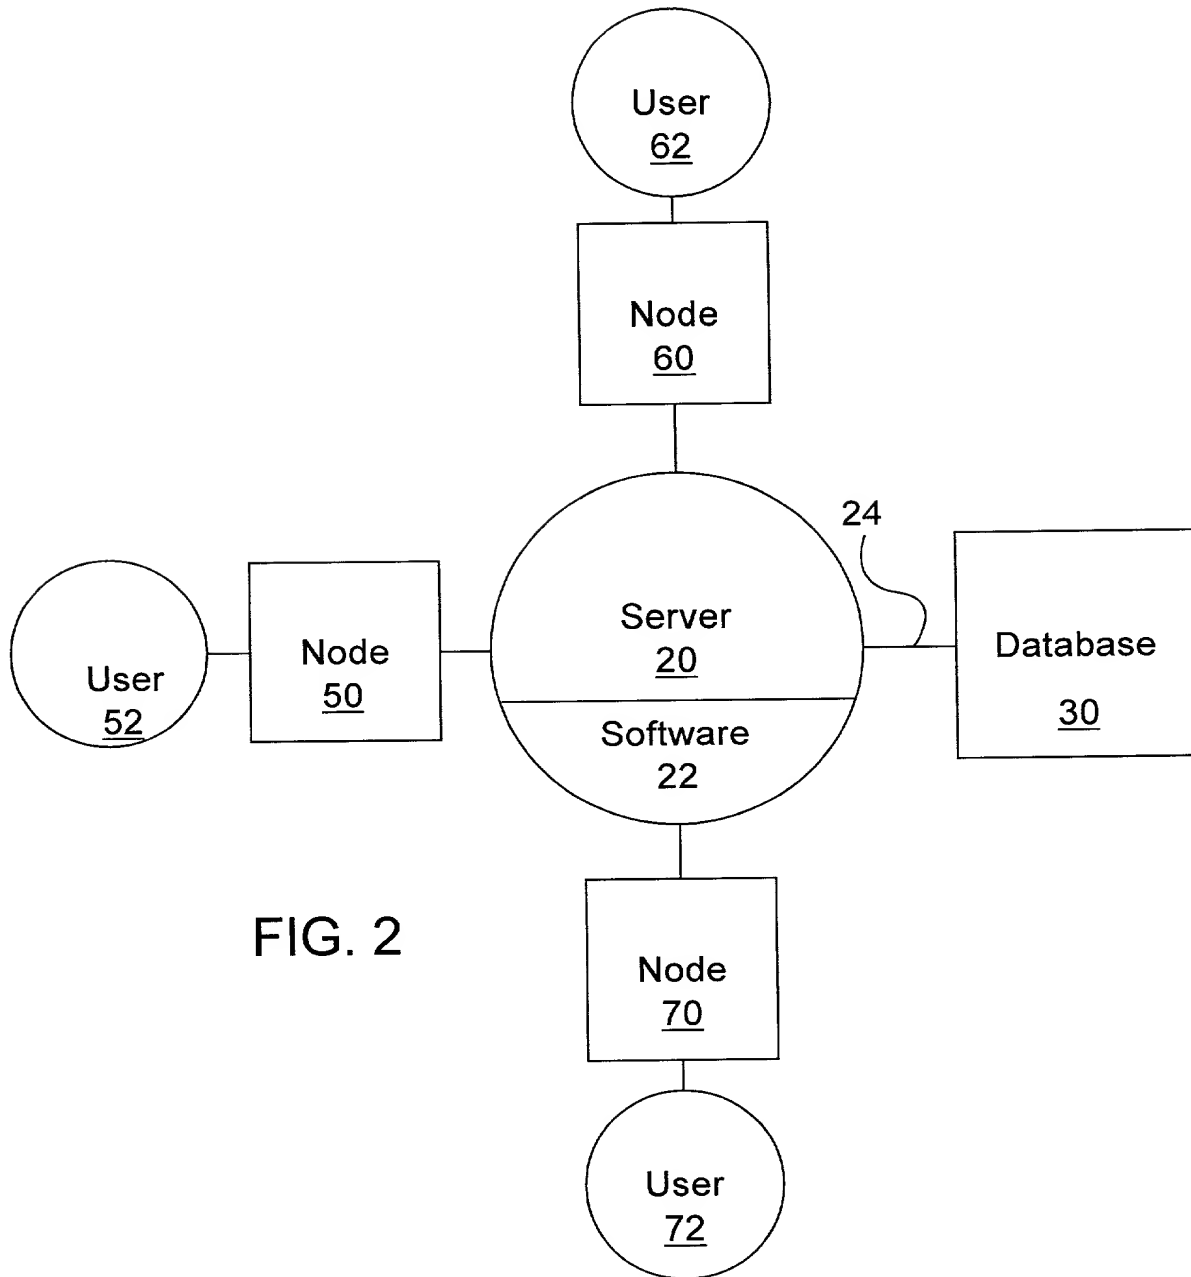 User
62
Node
60
24
Server
20
Database
30
Node
50
User
52
Software
22
FIG. 2
Node
70
User
72